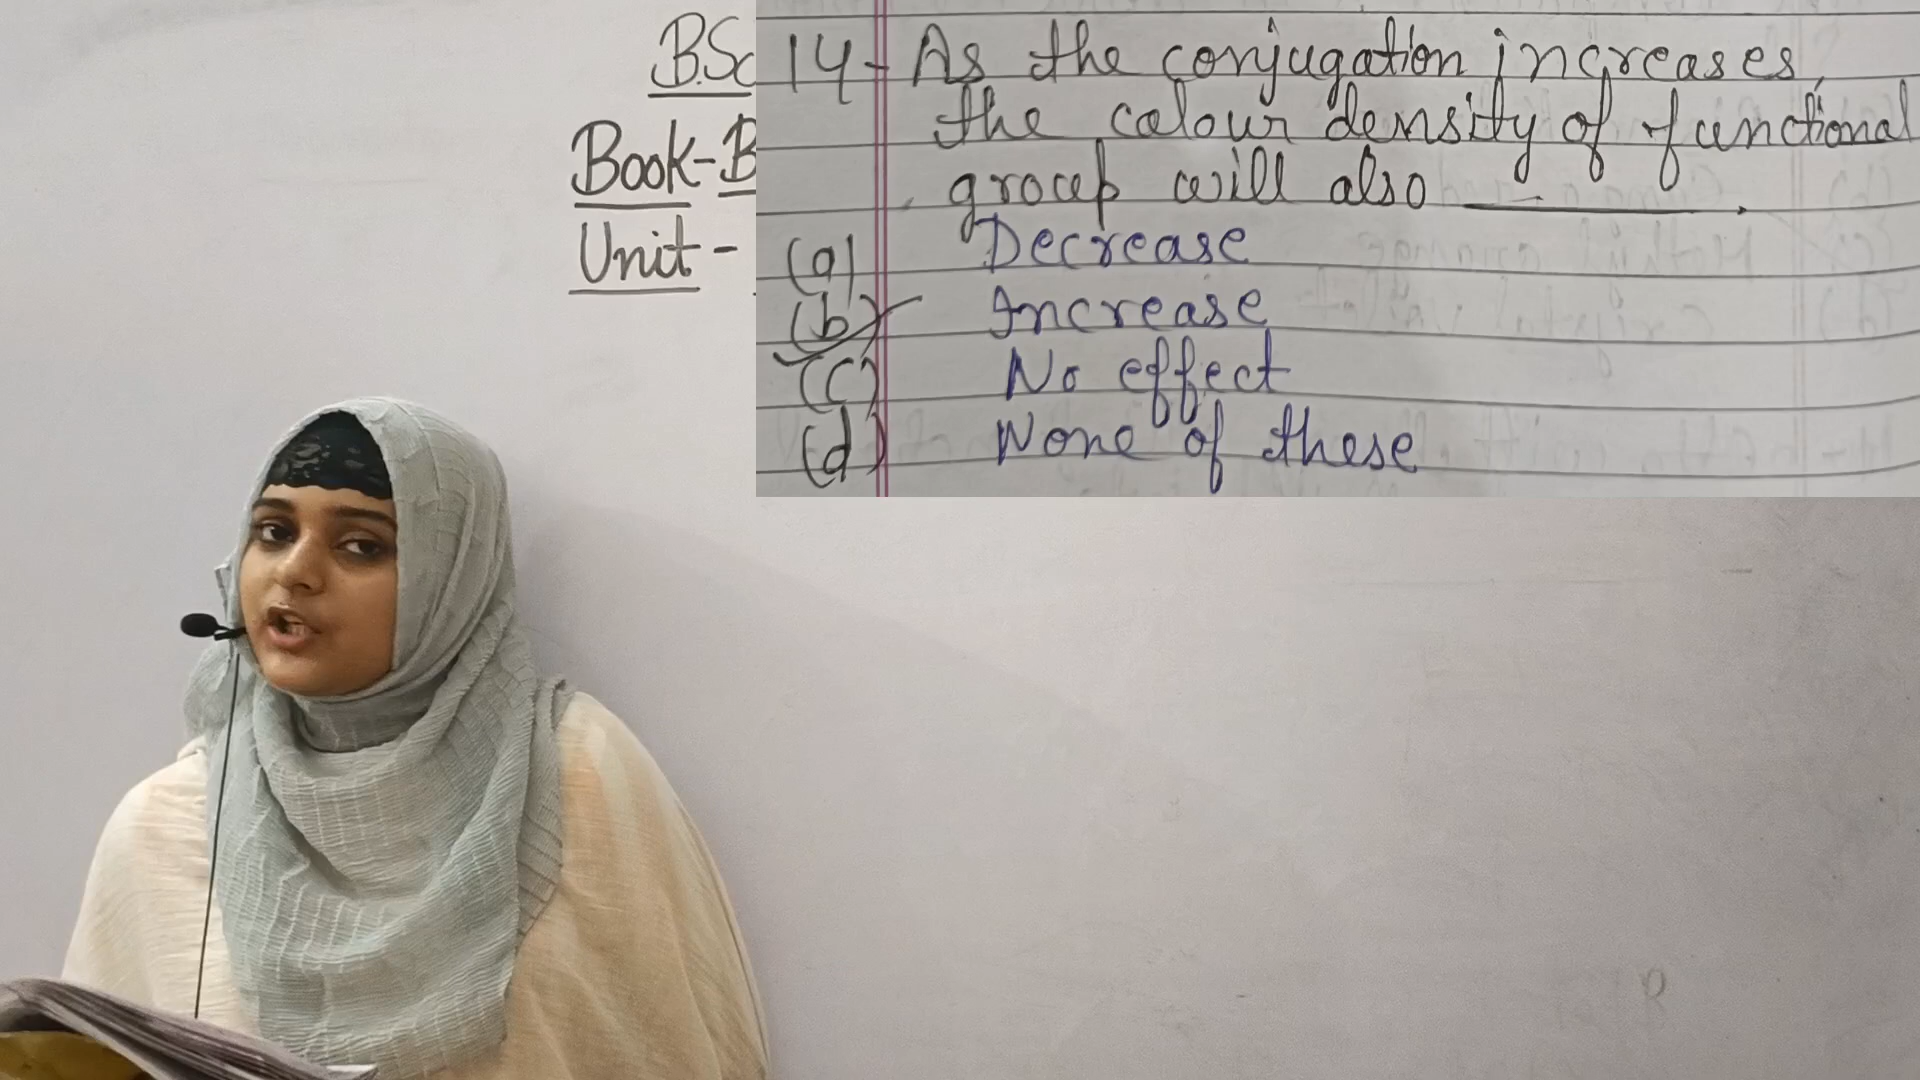 B.Sc
Book-B
Unit -
14- As the conjugation increases,
the colour density of functional
group will also ________.
(a) Decrease
(b) Increase
(c) No effect
(d) None of these